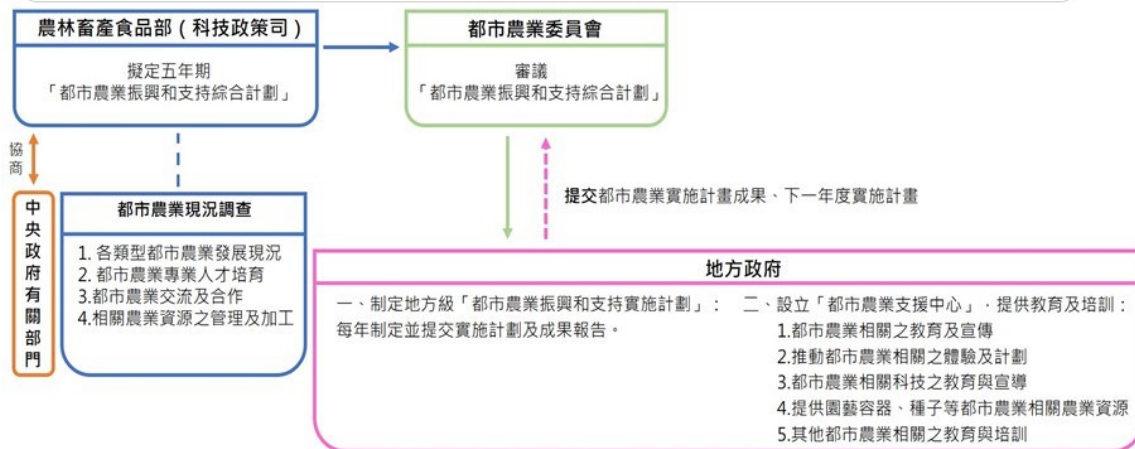 農林畜產食品部（科技政策司）
擬定五年期
「都市農業振興和支持綜合計劃」
都市農業委員會
審議
「都市農業振興和支持綜合計劃」
協商
中央政府有關部門
都市農業現況調查
1. 各類型都市農業發展現況
2. 都市農業專業人才培育
3.都市農業交流及合作
4.相關農業資源之管理及加工
提交都市農業實施計畫成果、下一年度實施計畫
地方政府
一、制定地方級「都市農業振興和支持實施計劃」：
每年制定並提交實施計劃及成果報告。
二、設立「都市農業支援中心」，提供教育及培訓：
1.都市農業相關之教育及宣傳
2.推動都市農業相關之體驗及計劃
3.都市農業相關科技之教育與宣導
4.提供園藝容器、種子等都市農業相關農業資源
5.其他都市農業相關之教育與培訓